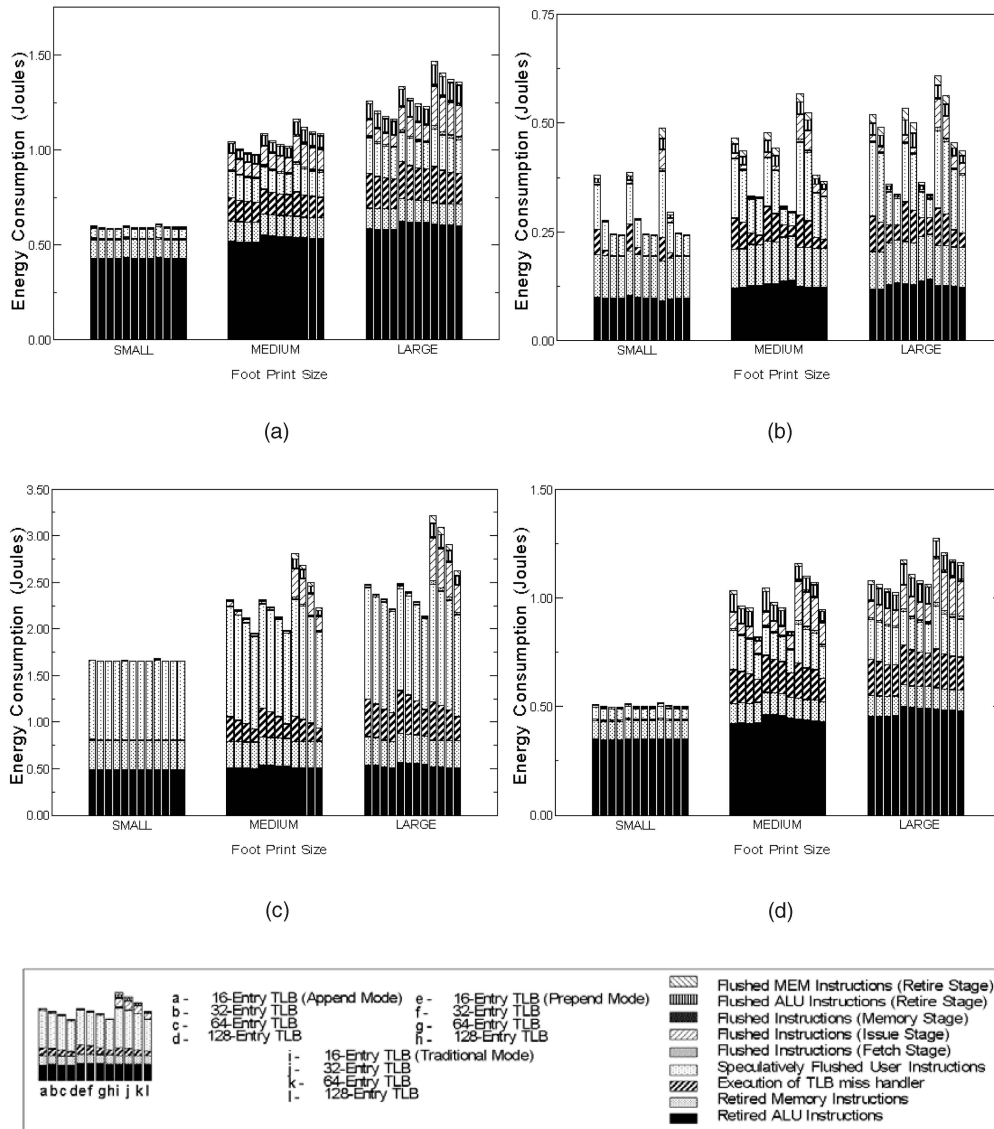 Energy Consumption (Joules)
1.50
1.00
0.50
0.00
SMALL MEDIUM LARGE
Foot Print Size
(a)
Energy Consumption (Joules)
0.75
0.50
0.25
0.00
SMALL MEDIUM LARGE
Foot Print Size
(b)
Energy Consumption (Joules)
3.50
3.00
2.50
2.00
1.50
1.00
0.50
0.00
SMALL MEDIUM LARGE
Foot Print Size
(c)
Energy Consumption (Joules)
1.50
1.00
0.50
0.00
SMALL MEDIUM LARGE
Foot Print Size
(d)
a b c d e f g h i j k l
a - 16-Entry TLB (Append Mode)
b - 32-Entry TLB
c - 64-Entry TLB
d - 128-Entry TLB
e - 16-Entry TLB (Prepend Mode)
f - 32-Entry TLB
g - 64-Entry TLB
h - 128-Entry TLB
i - 16-Entry TLB (Traditional Mode)
j - 32-Entry TLB
k - 64-Entry TLB
l - 128-Entry TLB
Flushed MEM Instructions (Retire Stage)
Flushed ALU Instructions (Retire Stage)
Flushed Instructions (Memory Stage)
Flushed Instructions (Issue Stage)
Flushed Instructions (Fetch Stage)
Speculatively Flushed User Instructions
Execution of TLB miss handler
Retired Memory Instructions
Retired ALU Instructions